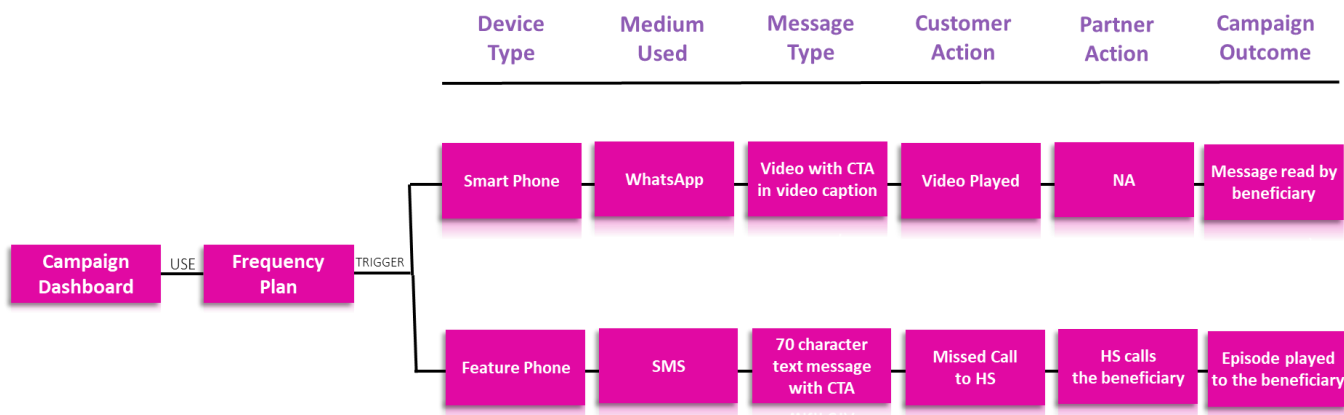 Device
Type
Medium
Used
Message
Type
Customer
Action
Partner
Action
Campaign
Outcome
Campaign
Dashboard
USE
Frequency
Plan
TRIGGER
Smart Phone
WhatsApp
Video with CTA
in video caption
Video Played
NA
Message read by
beneficiary
Feature Phone
SMS
70 character
text message
with CTA
Missed Call
to HS
HS calls
the beneficiary
Episode played
to the beneficiary